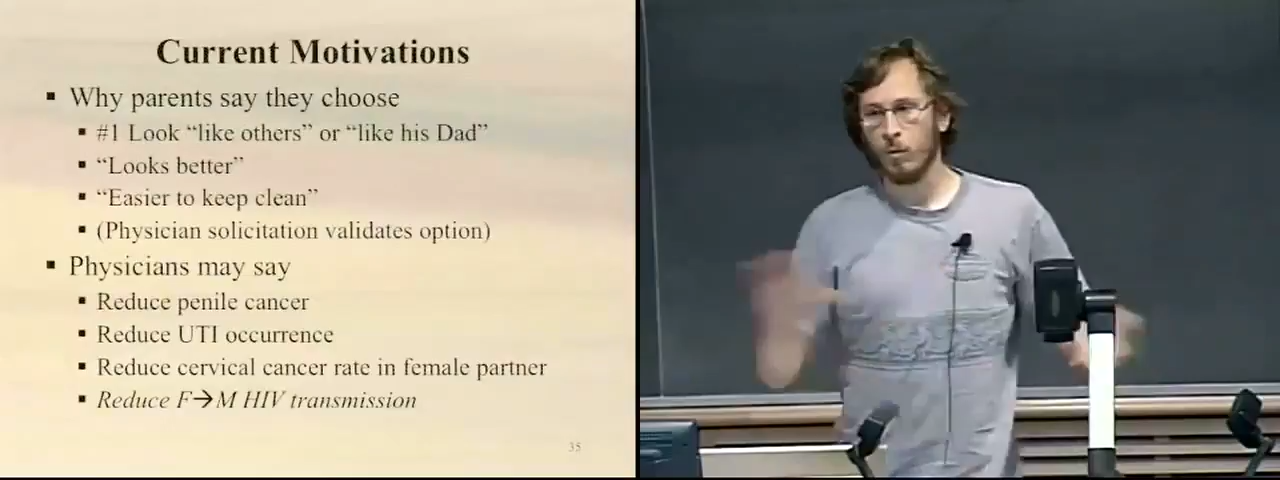 Current Motivations
▪ Why parents say they choose
▪ #1 Look “like others” or “like his Dad”
▪ “Looks better”
▪ “Easier to keep clean”
▪ (Physician solicitation validates option)
▪ Physicians may say
▪ Reduce penile cancer
▪ Reduce UTI occurrence
▪ Reduce cervical cancer rate in female partner
▪ Reduce F→M HIV transmission
35